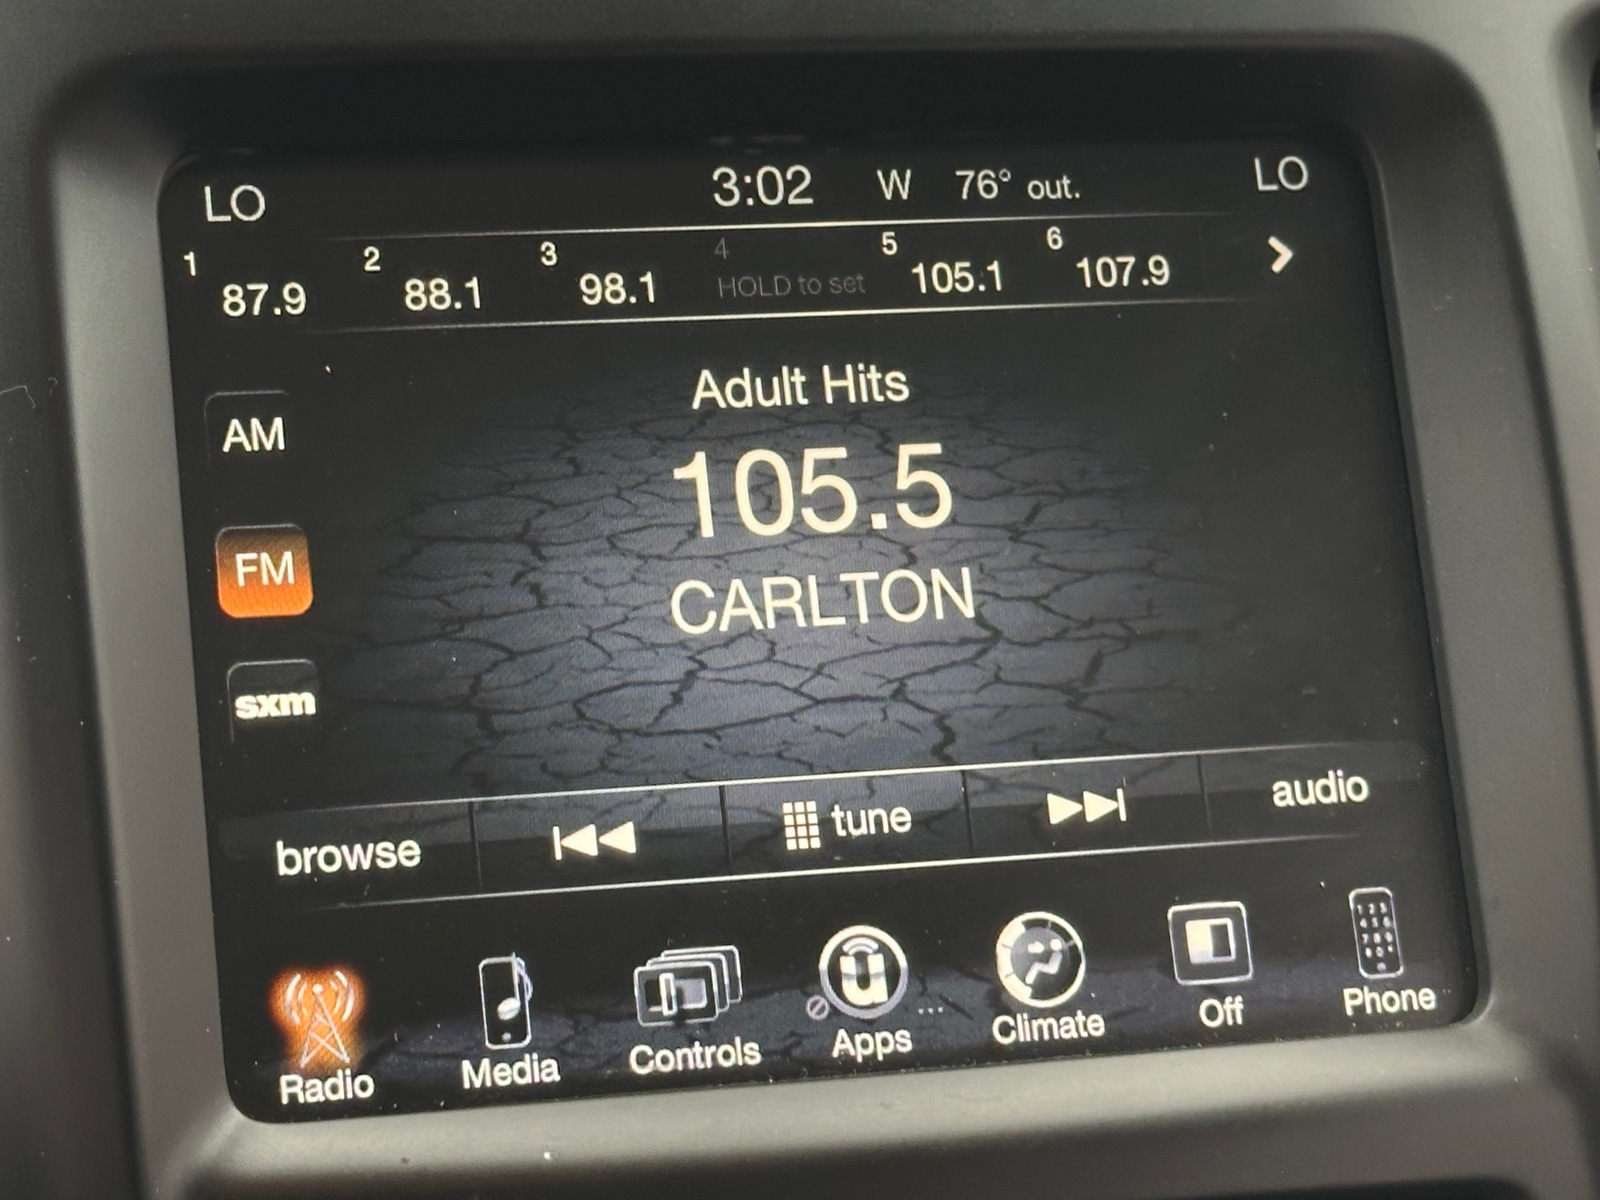 LO 3:02 W 76° out. LO
1 87.9 2 88.1 3 98.1 4 HOLD to set 5 105.1 6 107.9
Adult Hits
AM
105.5
FM
CARLTON
sxm
browse tune audio
Radio Media Controls Apps ... Climate Off Phone